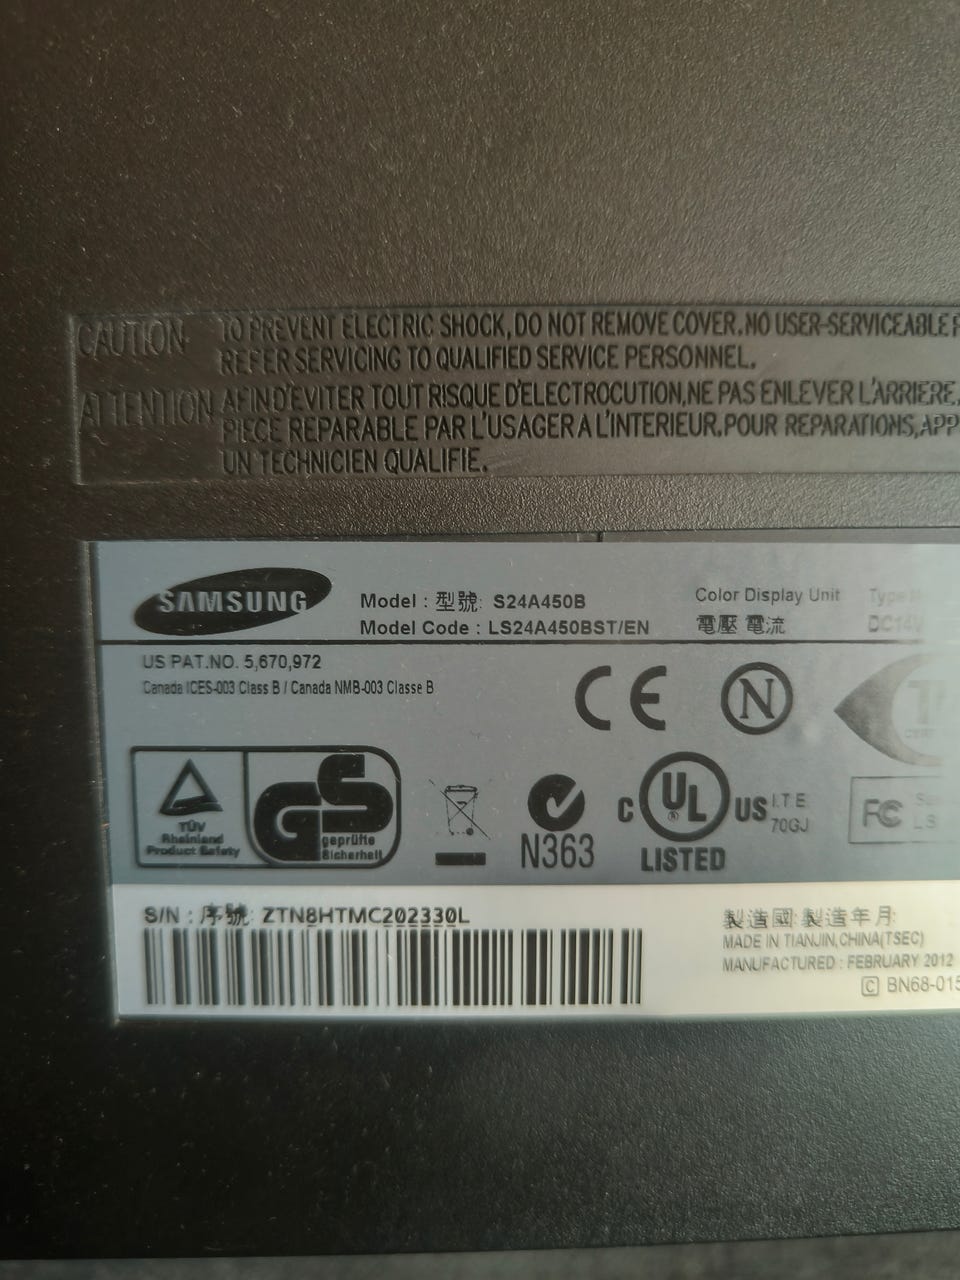 CAUTION TO PREVENT ELECTRIC SHOCK, DO NOT REMOVE COVER. NO USER-SERVICEABLE
REFER SERVICING TO QUALIFIED SERVICE PERSONNEL.
ATTENTION AFIN D'EVITER TOUT RISQUE D'ELECTROCUTION, NE PAS ENLEVER L'ARRIERE,
PIECE REPARABLE PAR L'USAGER A L'INTERIEUR. POUR REPARATIONS,
UN TECHNICIEN QUALIFIE.
SAMSUNG
Model : 型號: S24A450B
Model Code : LS24A450BST/EN
Color Display Unit
電壓 電流
Type
DC14V
US PAT.NO. 5,670,972
Canada ICES-003 Class B / Canada NMB-003 Classe B
CE
N
TÜV
Rheinland
Product Safety
GS
geprüfte
Sicherheit
N363
C UL® US
LISTED
I.T.E
70GJ
FC
S/N : 序號: ZTN8HTMC202330L
製造國: 製造年月:
MADE IN TIANJIN,CHINA(TSEC)
MANUFACTURED : FEBRUARY 2012
C BN68-015